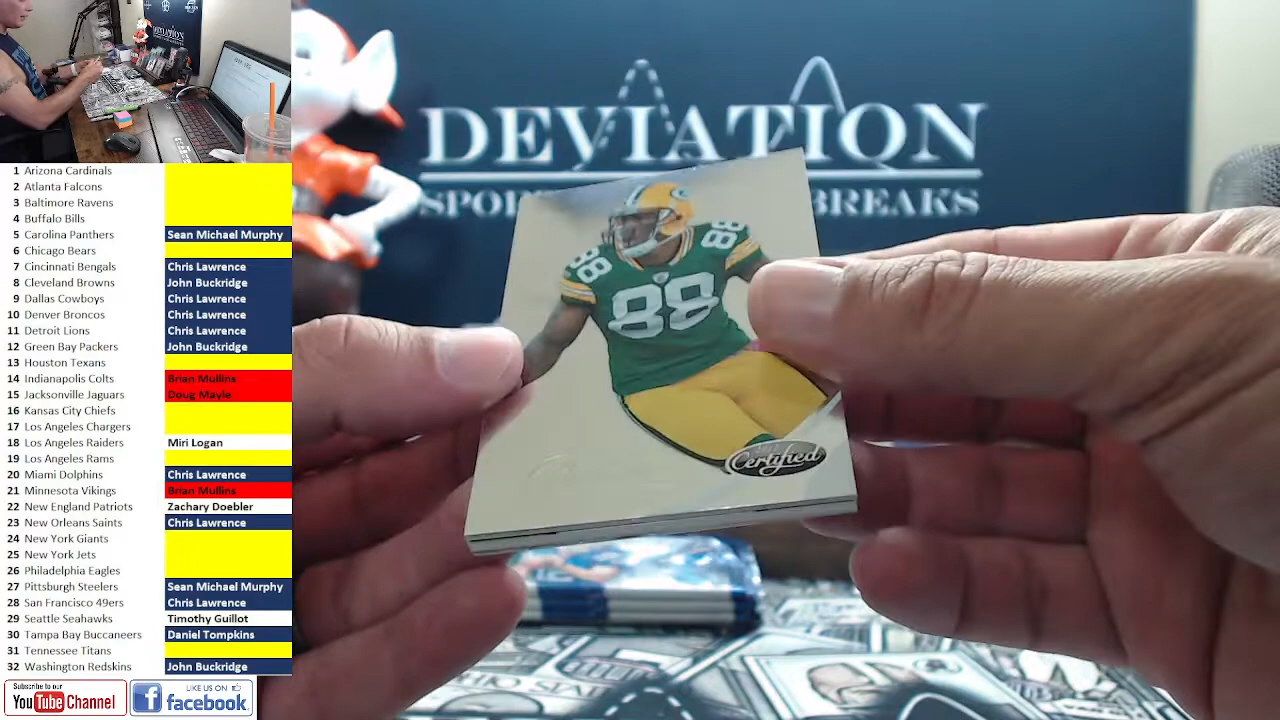 DEVIATION
SPOR BREAKS
88
88
88
G
Certified
1 Arizona Cardinals
2 Atlanta Falcons
3 Baltimore Ravens
4 Buffalo Bills
5 Carolina Panthers Sean Michael Murphy
6 Chicago Bears
7 Cincinnati Bengals Chris Lawrence
8 Cleveland Browns John Buckridge
9 Dallas Cowboys Chris Lawrence
10 Denver Broncos Chris Lawrence
11 Detroit Lions Chris Lawrence
12 Green Bay Packers John Buckridge
13 Houston Texans
14 Indianapolis Colts Brian Mullins
15 Jacksonville Jaguars Doug Mayle
16 Kansas City Chiefs
17 Los Angeles Chargers
18 Los Angeles Raiders Miri Logan
19 Los Angeles Rams
20 Miami Dolphins Chris Lawrence
21 Minnesota Vikings Brian Mullins
22 New England Patriots Zachary Doebler
23 New Orleans Saints Chris Lawrence
24 New York Giants
25 New York Jets
26 Philadelphia Eagles
27 Pittsburgh Steelers Sean Michael Murphy
28 San Francisco 49ers Chris Lawrence
29 Seattle Seahawks Timothy Guillot
30 Tampa Bay Buccaneers Daniel Tompkins
31 Tennessee Titans
32 Washington Redskins John Buckridge
Subscribe to our
YouTube Channel
LIKE US ON
f facebook.